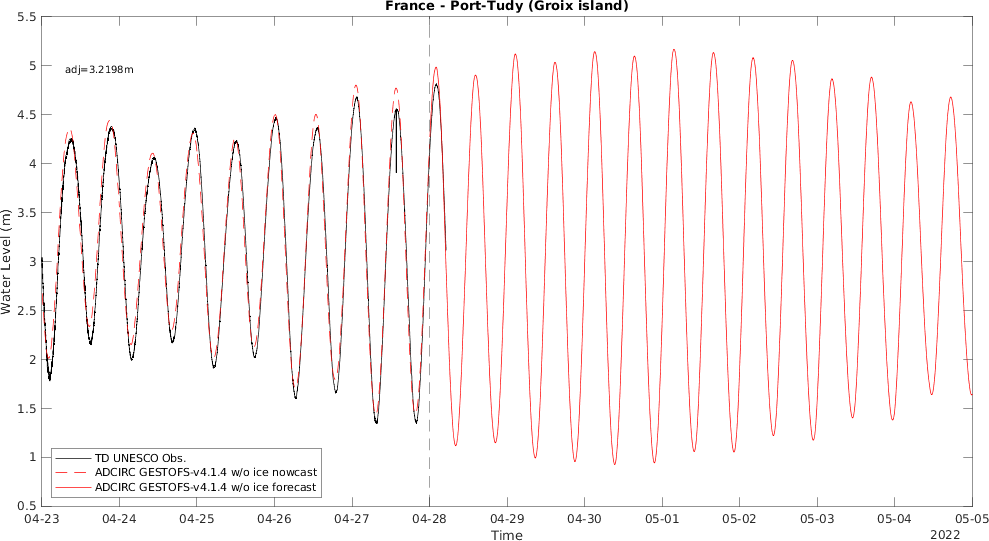 France - Port-Tudy (Groix island)
5.5
5
4.5
4
3.5
3
2.5
2
1.5
1
0.5
Water Level (m)
adj=3.2198m
TD UNESCO Obs.
ADCIRC GESTOFS-v4.1.4 w/o ice nowcast
ADCIRC GESTOFS-v4.1.4 w/o ice forecast
04-23 04-24 04-25 04-26 04-27 04-28 04-29 04-30 05-01 05-02 05-03 05-04 05-05
Time
2022